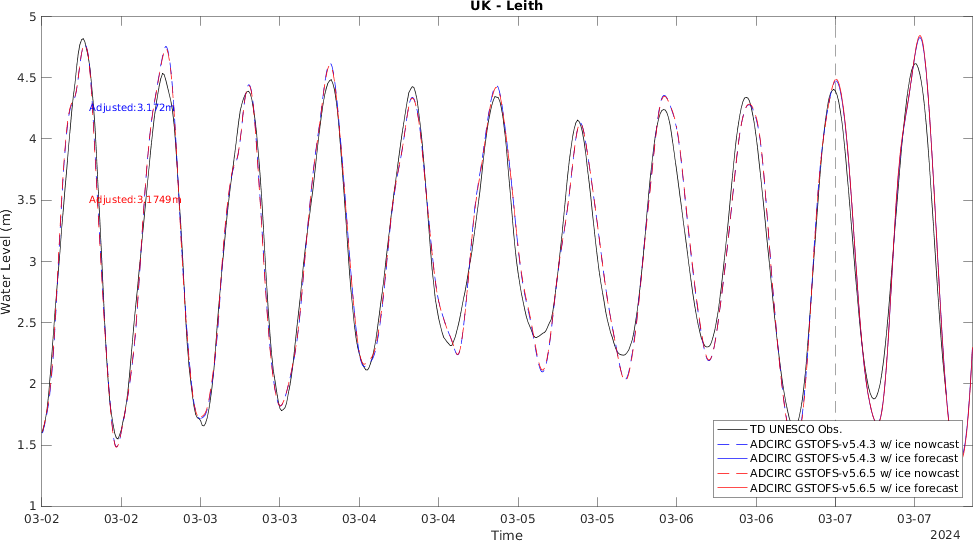 UK - Leith
5
4.5
4
3.5
3
2.5
2
1.5
1
Water Level (m)
Adjusted:3.172m
Adjusted:3.1749m
TD UNESCO Obs.
ADCIRC GSTOFS-v5.4.3 w/ ice nowcast
ADCIRC GSTOFS-v5.4.3 w/ ice forecast
ADCIRC GSTOFS-v5.6.5 w/ ice nowcast
ADCIRC GSTOFS-v5.6.5 w/ ice forecast
03-02 03-02 03-03 03-03 03-04 03-04 03-05 03-05 03-06 03-06 03-07 03-07
Time
2024